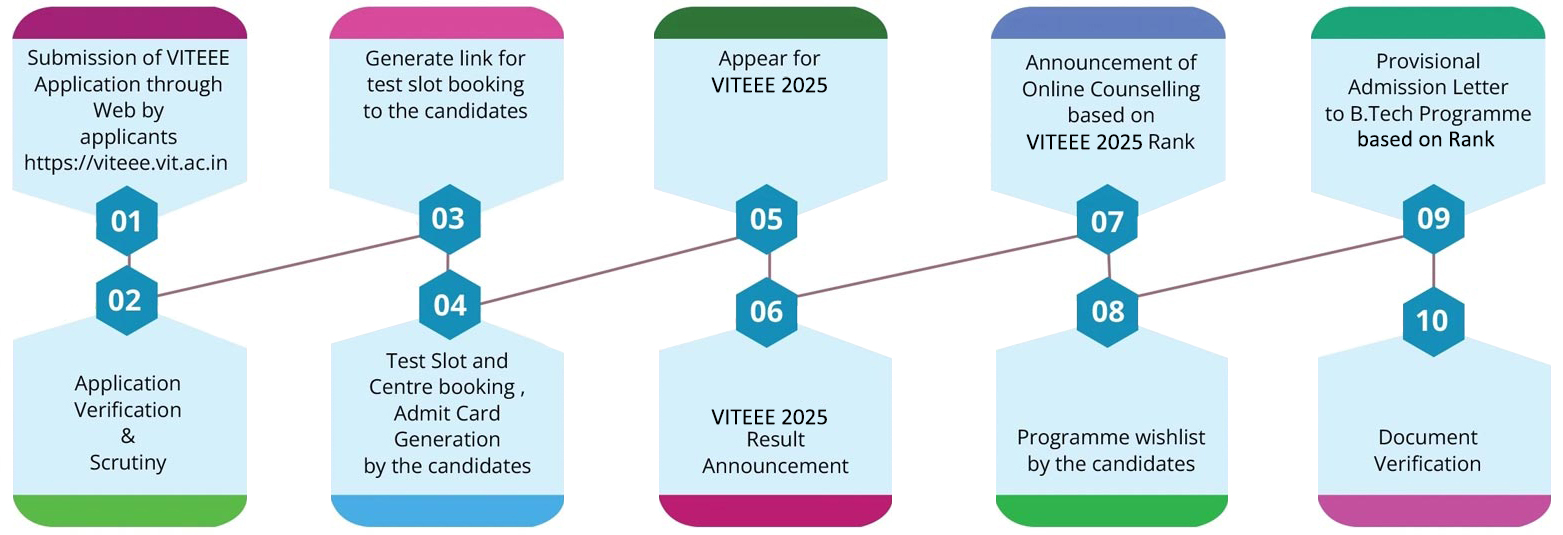 Submission of VITEEE
Application through
Web by
applicants
https://viteee.vit.ac.in
01
02
Application
Verification
&
Scrutiny
Generate link for
test slot booking
to the candidates
03
04
Test Slot and
Centre booking ,
Admit Card
Generation
by the candidates
Appear for
VITEEE 2025
05
06
VITEEE 2025
Result
Announcement
Announcement of
Online Counselling
based on
VITEEE 2025 Rank
07
08
Programme wishlist
by the candidates
Provisional
Admission Letter
to B.Tech Programme
based on Rank
09
10
Document
Verification